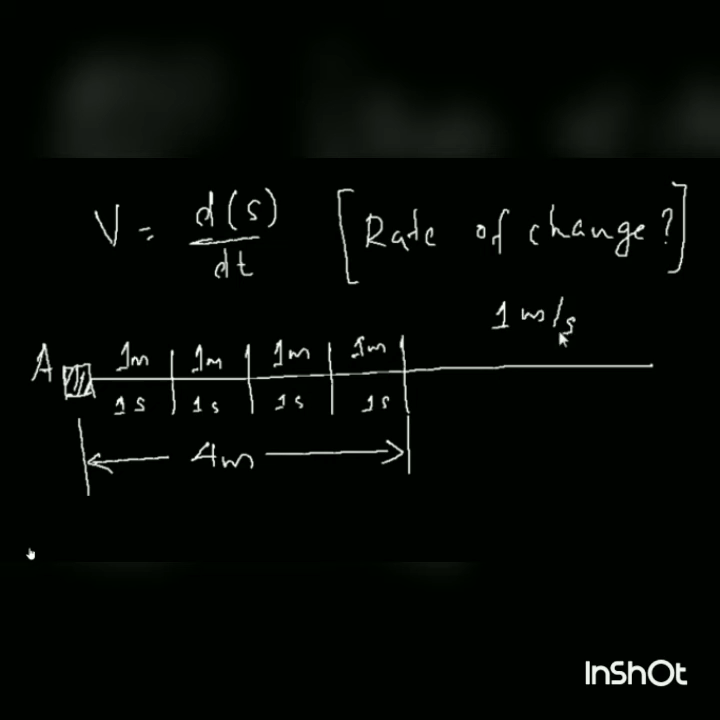 V = d(s)/dt [Rate of change?]
1 m/s
A 1m 1m 1m 1m
1s 1s 1s 1s
4m
InShOt